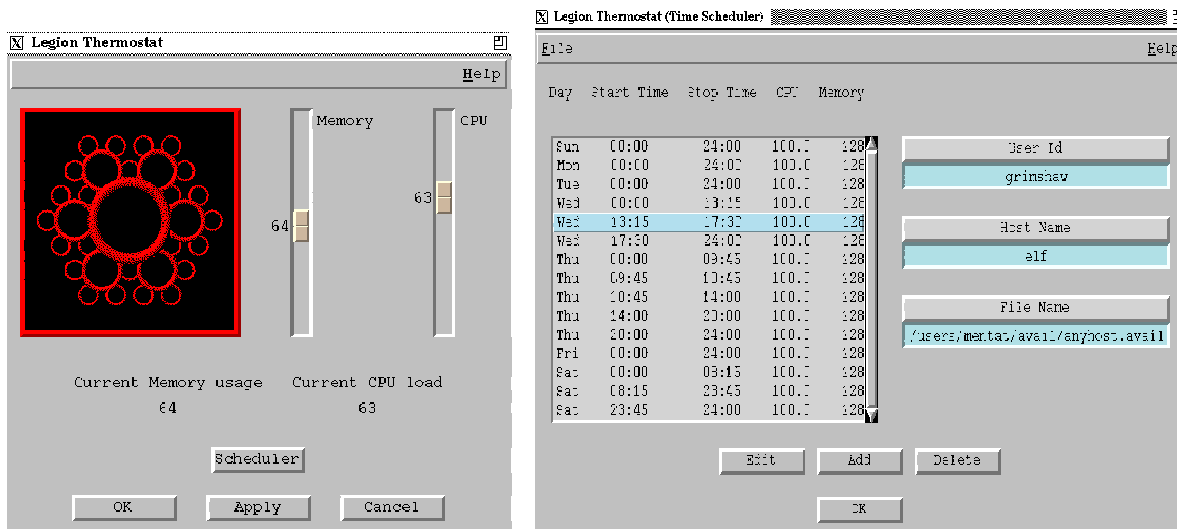 Legion Thermostat
Help
Memory
CPU
63
64
Current Memory usage
Current CPU load
64
63
Scheduler
OK
Apply
Cancel
Legion Thermostat (Time Scheduler)
File
Help
Day Start Time Stop Time CPU Memory
Sun 00:00 24:00 100.0 128
Mon 00:00 24:00 100.0 128
Tue 00:00 24:00 100.0 128
Wed 00:00 13:15 100.0 128
Wed 13:15 17:30 100.0 128
Wed 17:30 24:00 100.0 128
Thu 00:00 09:45 100.0 128
Thu 09:45 10:45 100.0 128
Thu 10:45 14:00 100.0 128
Thu 14:00 20:00 100.0 128
Thu 20:00 24:00 100.0 128
Fri 00:00 24:00 100.0 128
Sat 00:00 08:15 100.0 128
Sat 08:15 23:45 100.0 128
Sat 23:45 24:00 100.0 128
User Id
grimshaw
Host Name
elf
File Name
/users/mentat/avail/anyhost.avail
Edit
Add
Delete
OK